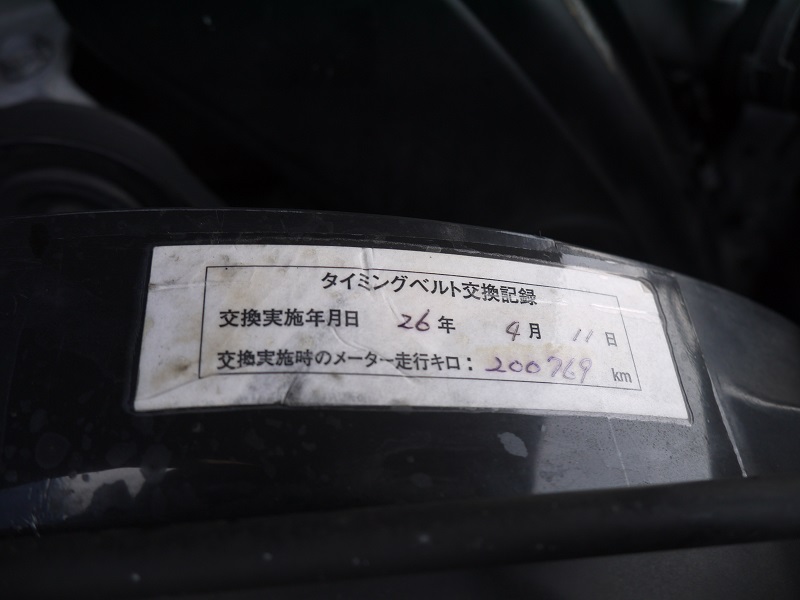 タイミングベルト交換記録
交換実施年月日 26年 4月 11日
交換実施時のメーター走行キロ：200769 km